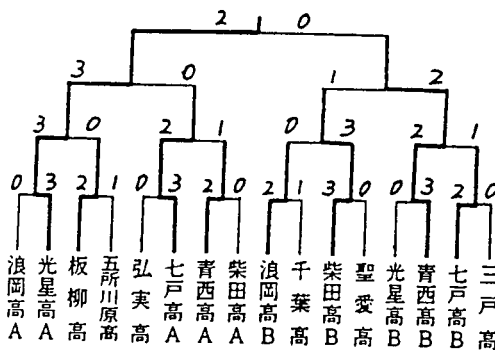 2 0
3 0 1 2
3 0 2 1 0 3 2 1
0 3 2 1 0 3 2 0 2 1 3 0 0 3 2 0
浪岡高A
光星高A
板柳高
五所川原高
弘実高
七戸高A
青西高A
柴田高A
浪岡高B
千葉高
柴田高B
聖愛高
光星高B
青西高B
七戸高B
三戸高